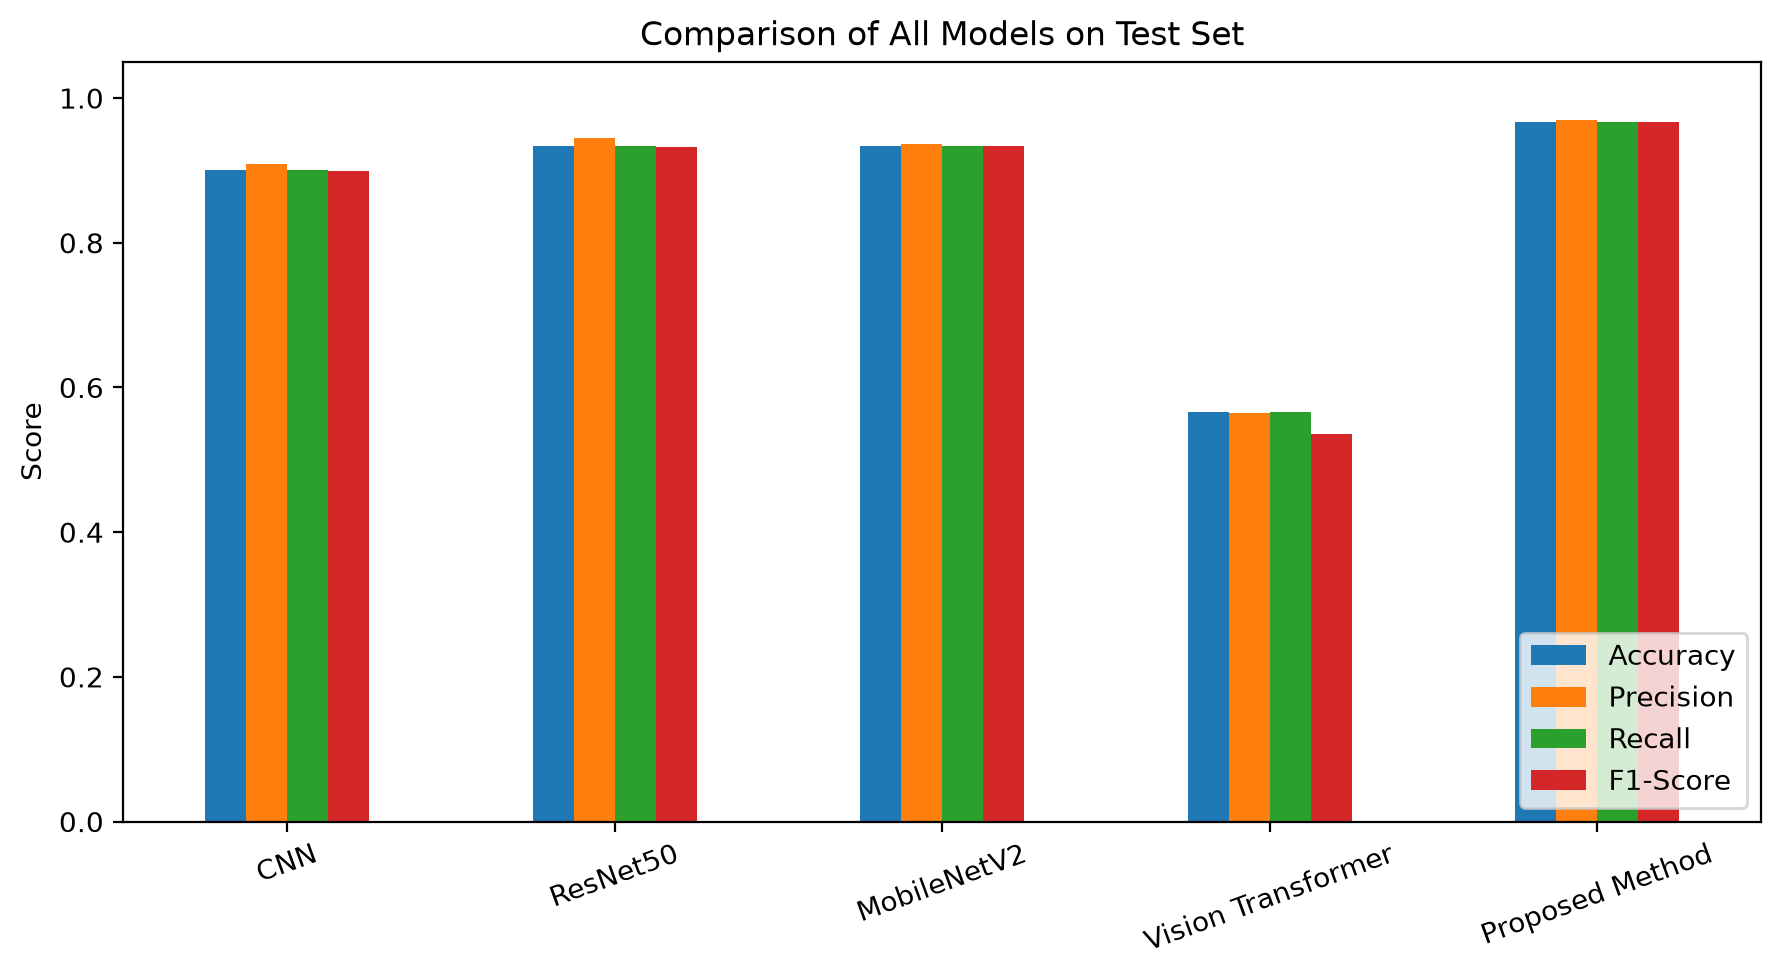 Comparison of All Models on Test Set
Score
1.0
0.8
0.6
0.4
0.2
0.0
CNN
ResNet50
MobileNetV2
Vision Transformer
Proposed Method
Accuracy
Precision
Recall
F1-Score